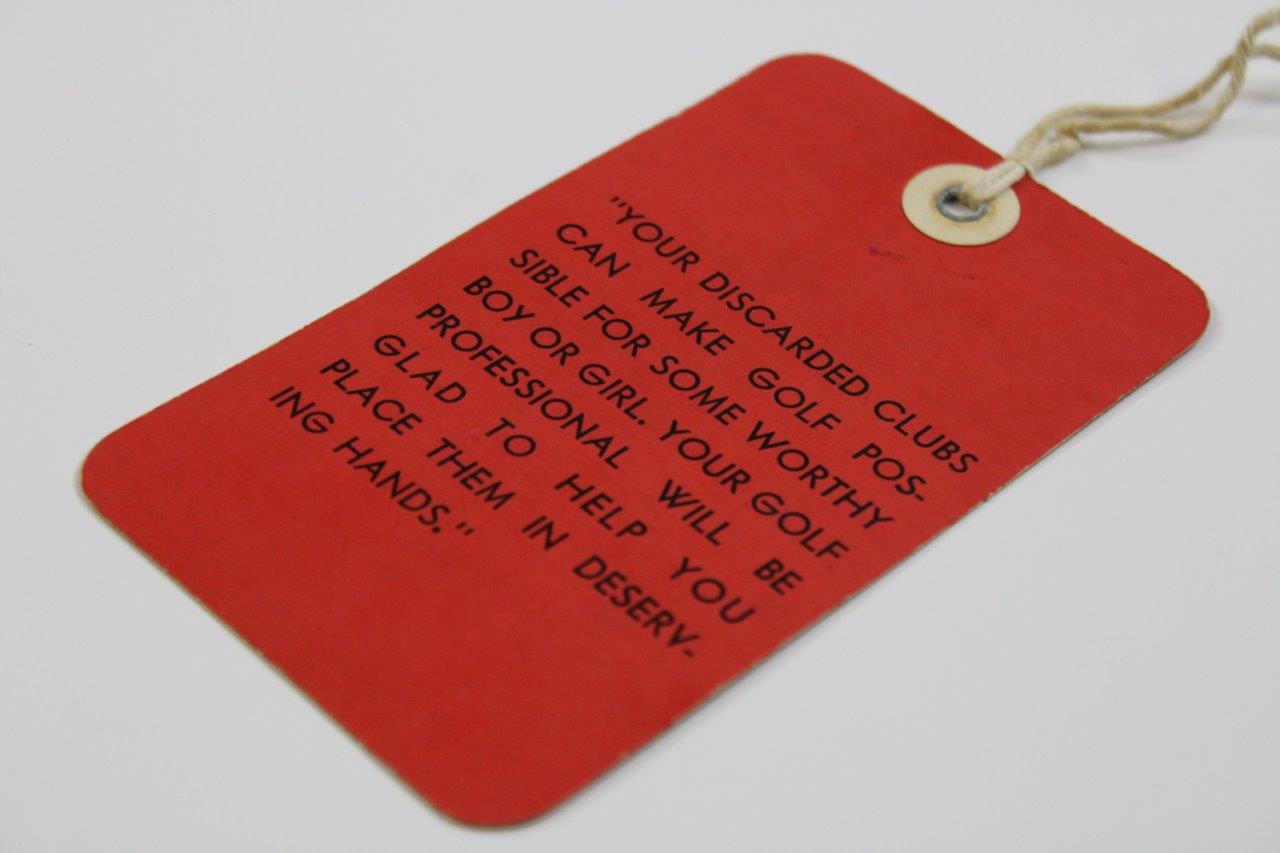 "YOUR DISCARDED CLUBS
CAN MAKE GOLF POS-
SIBLE FOR SOME WORTHY
BOY OR GIRL. YOUR GOLF
PROFESSIONAL WILL BE
GLAD TO HELP YOU
PLACE THEM IN DESERV-
ING HANDS."